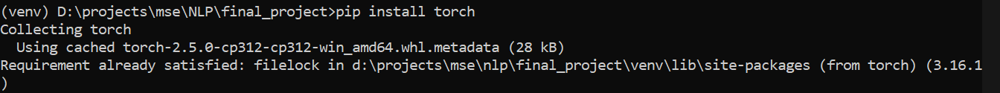 (venv) D:\projects\mse\NLP\final_project>pip install torch
Collecting torch
  Using cached torch-2.5.0-cp312-cp312-win_amd64.whl.metadata (28 kB)
Requirement already satisfied: filelock in d:\projects\mse\nlp\final_project\venv\lib\site-packages (from torch) (3.16.1
)